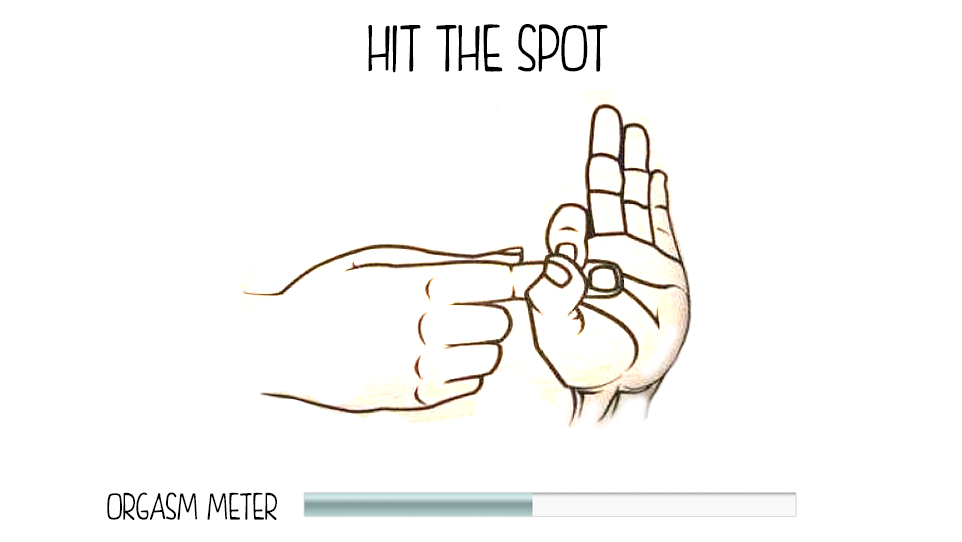 HIT THE SPOT
ORGASM METER